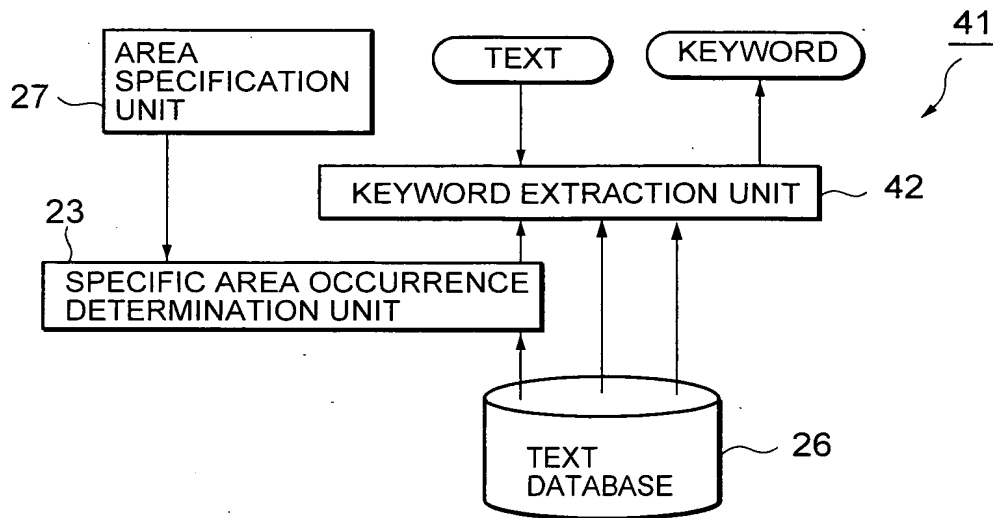 41
AREA
SPECIFICATION
UNIT
27
TEXT
KEYWORD
KEYWORD EXTRACTION UNIT
42
23
SPECIFIC AREA OCCURRENCE
DETERMINATION UNIT
TEXT
DATABASE
26